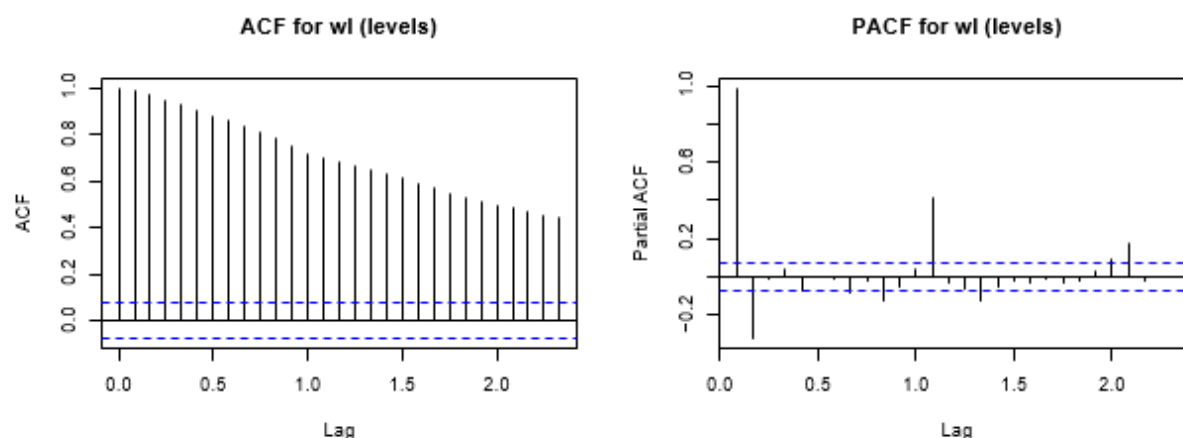 ACF for wl (levels)
ACF
1.0
0.8
0.6
0.4
0.2
0.0
0.0 0.5 1.0 1.5 2.0
Lag
PACF for wl (levels)
Partial ACF
1.0
0.6
0.2
−0.2
0.0 0.5 1.0 1.5 2.0
Lag